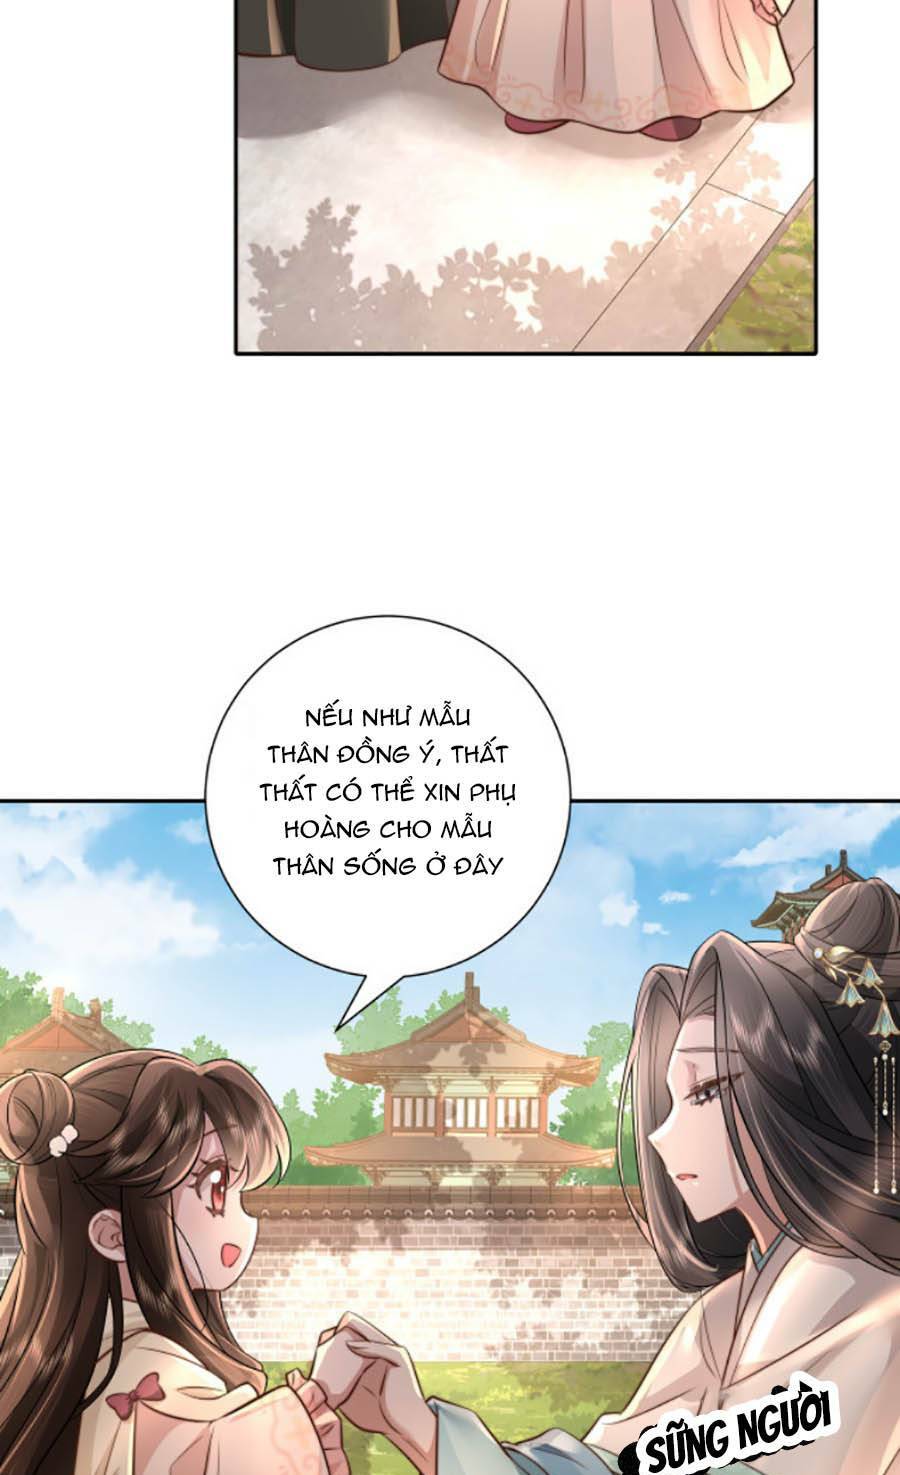 NẾU NHƯ MẪU
THÂN ĐỒNG Ý, THẤT
THẤT CÓ THỂ XIN PHỤ
HOÀNG CHO MẪU
THÂN SỐNG Ở ĐÂY
SỮNG NGƯỜI